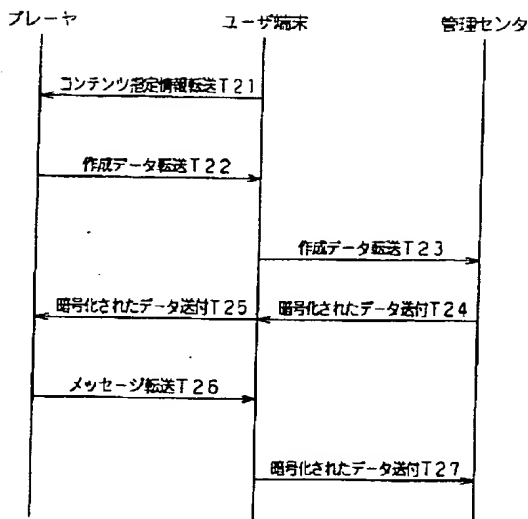 プレーヤ
ユーザ端末
管理センタ
コンテンツ指定情報転送T21
作成データ転送T22
作成データ転送T23
暗号化されたデータ送付T25
暗号化されたデータ送付T24
メッセージ転送T26
暗号化されたデータ送付T27